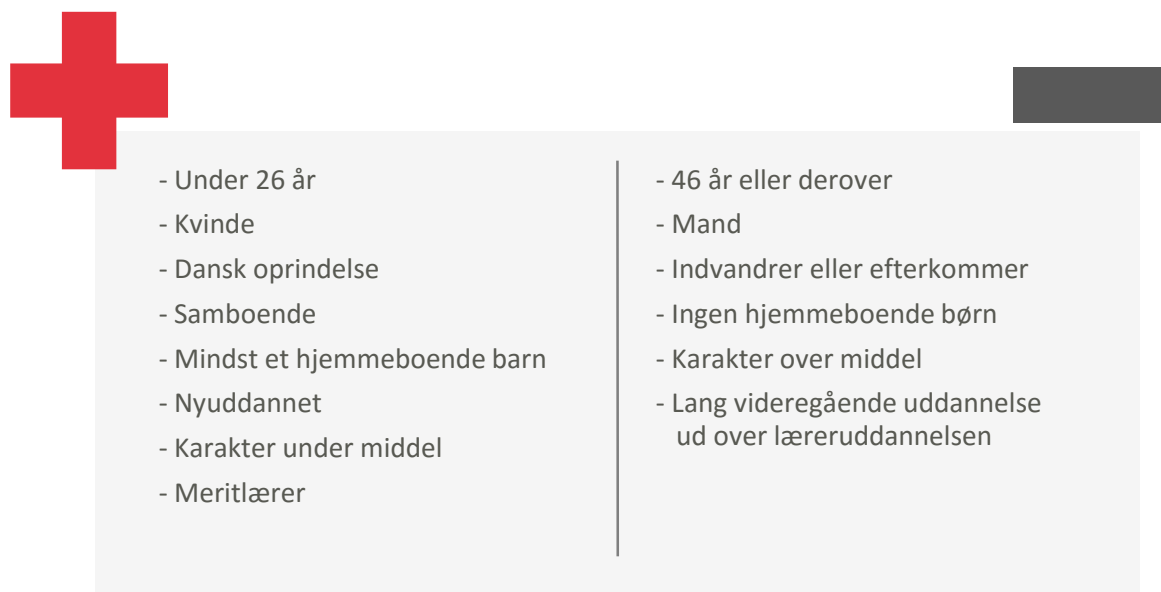 - Under 26 år
- Kvinde
- Dansk oprindelse
- Samboende
- Mindst et hjemmeboende barn
- Nyuddannet
- Karakter under middel
- Meritlærer
- 46 år eller derover
- Mand
- Indvandrer eller efterkommer
- Ingen hjemmeboende børn
- Karakter over middel
- Lang videregående uddannelse
ud over læreruddannelsen